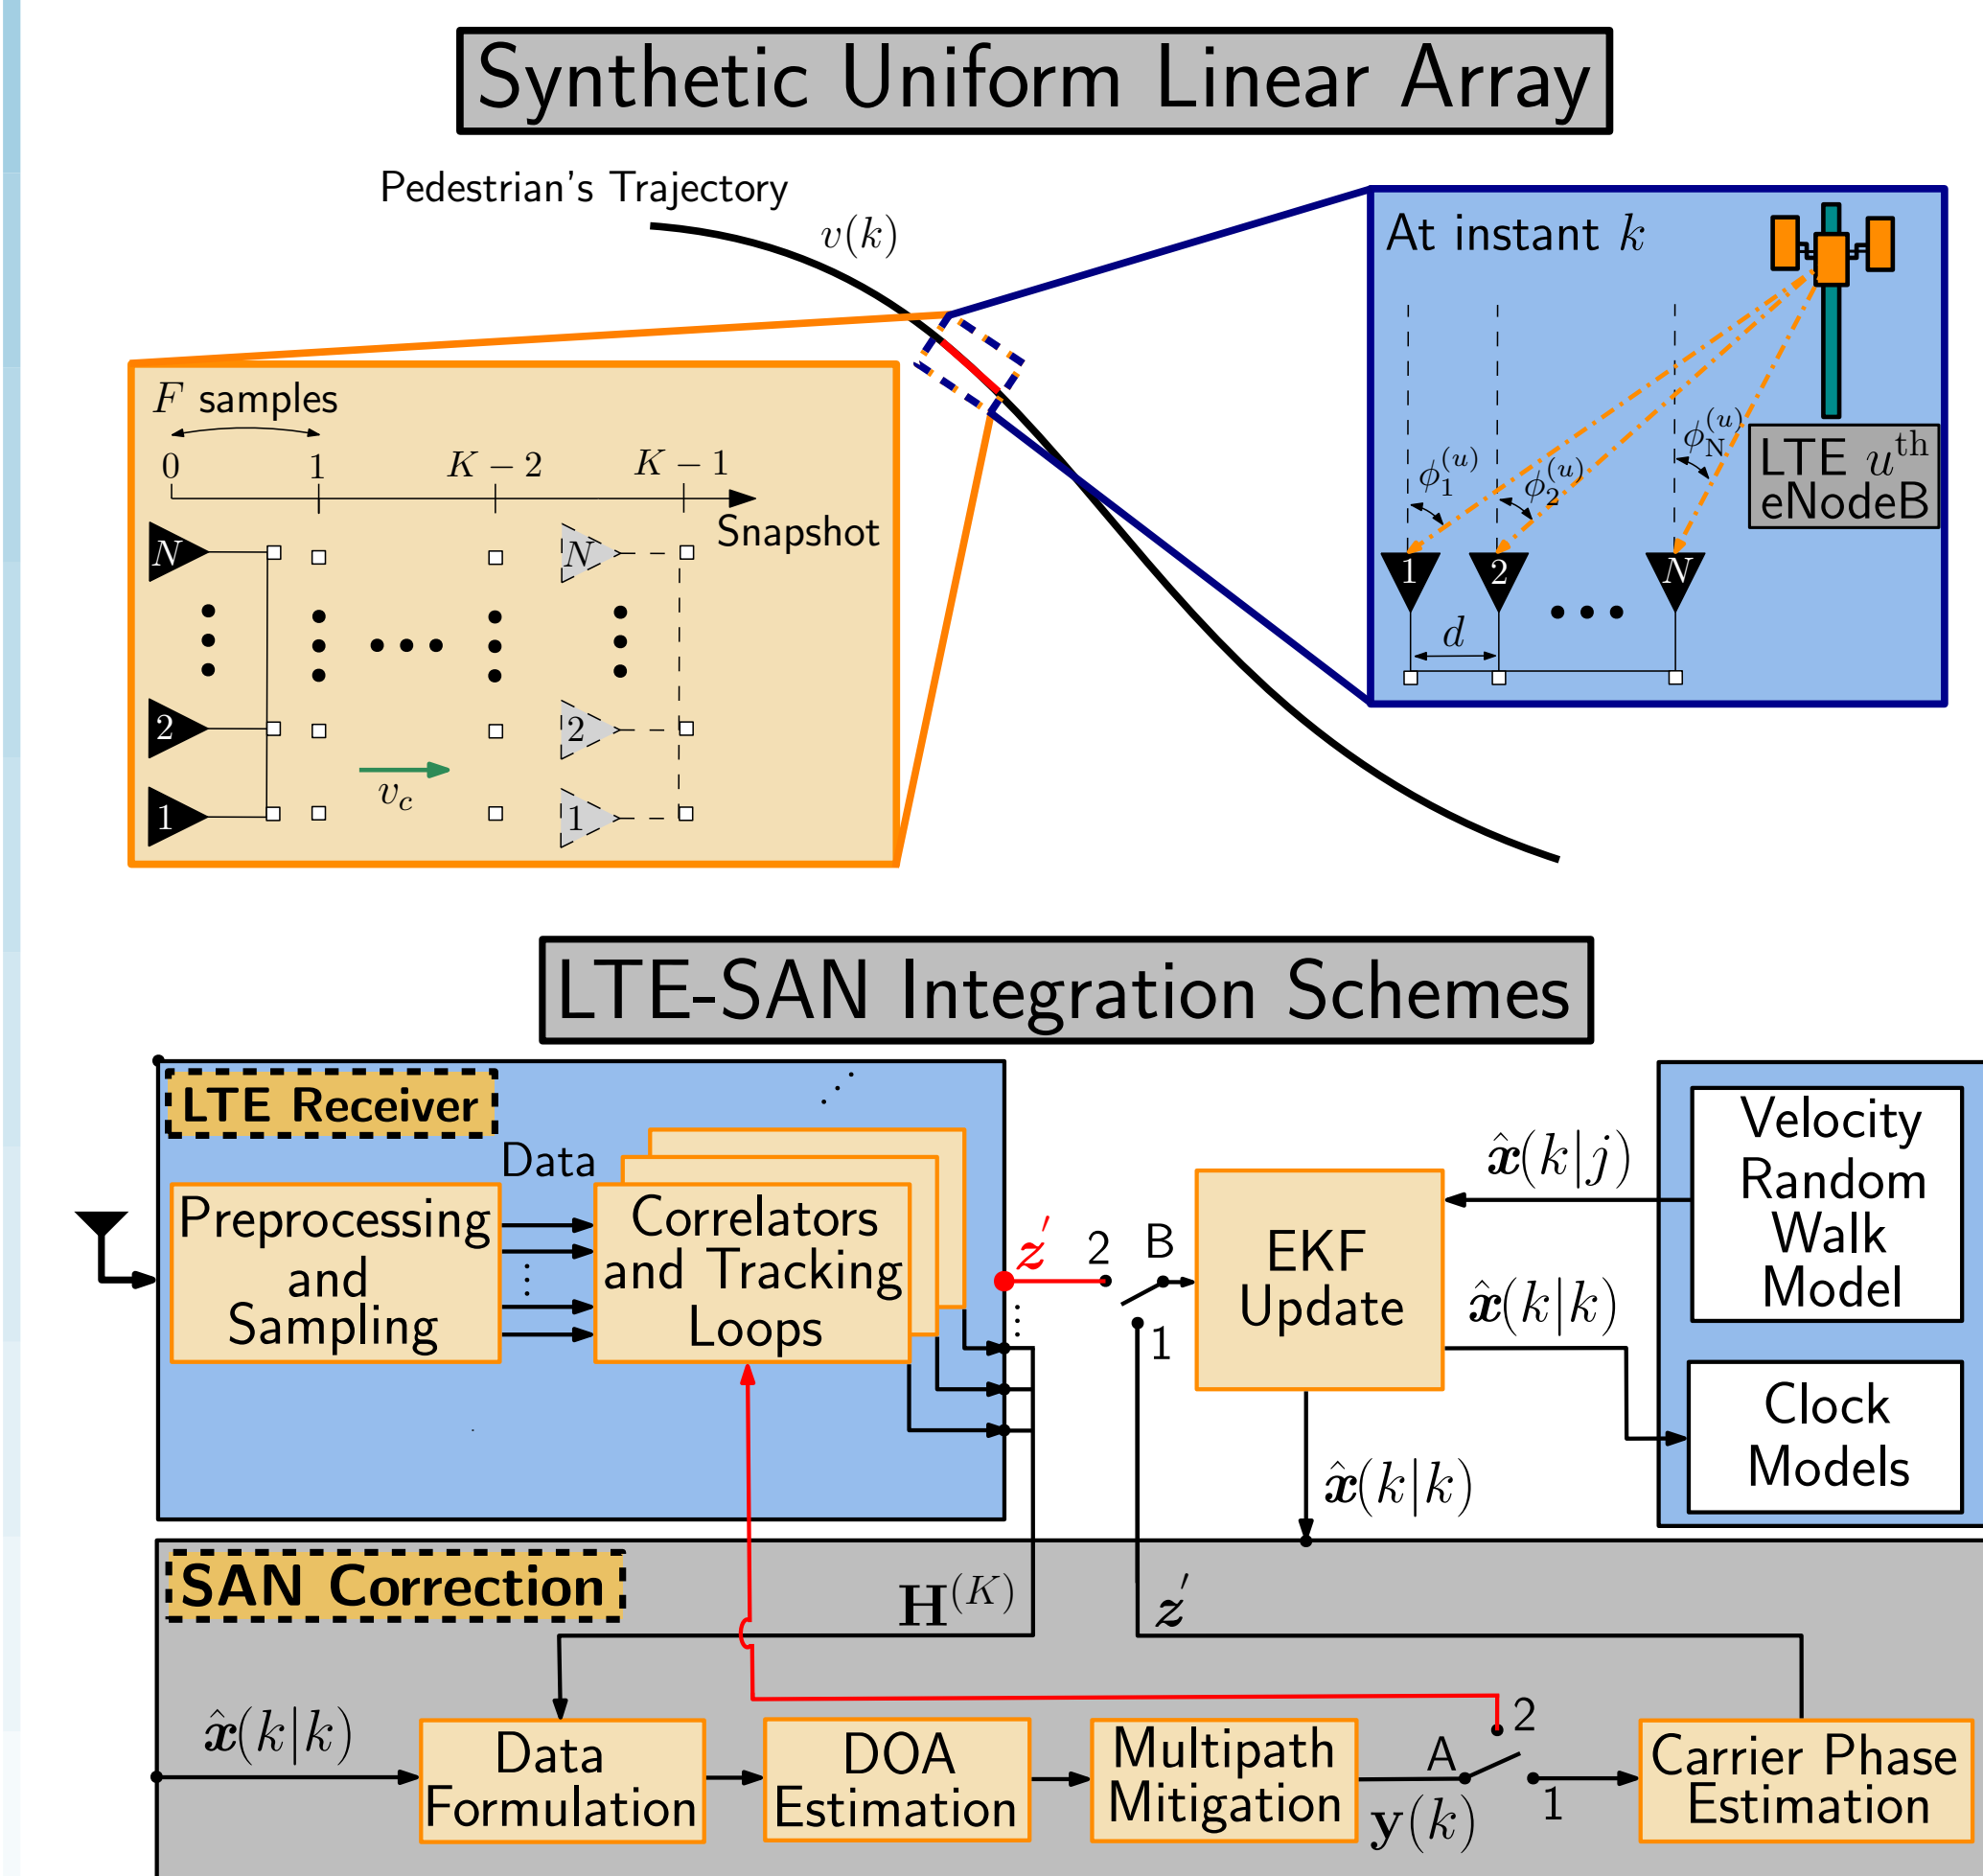 Synthetic Uniform Linear Array
Pedestrian's Trajectory
v(k)
At instant k
F samples
0 1 K − 2 K − 1
Snapshot
N N
2 2
1 1
v_c
ϕ_1^(u) ϕ_2^(u) ϕ_N^(u)
LTE u^th
eNodeB
1 2 N
d
LTE-SAN Integration Schemes
LTE Receiver
Data
Preprocessing
and
Sampling
Correlators
and Tracking
Loops
z′
2 B
1
EKF
Update
x̂(k|j)
x̂(k|k)
Velocity
Random
Walk
Model
Clock
Models
x̂(k|k)
SAN Correction
H^(K)
z′
x̂(k|k)
Data
Formulation
DOA
Estimation
Multipath
Mitigation
A 2
1
y(k)
Carrier Phase
Estimation